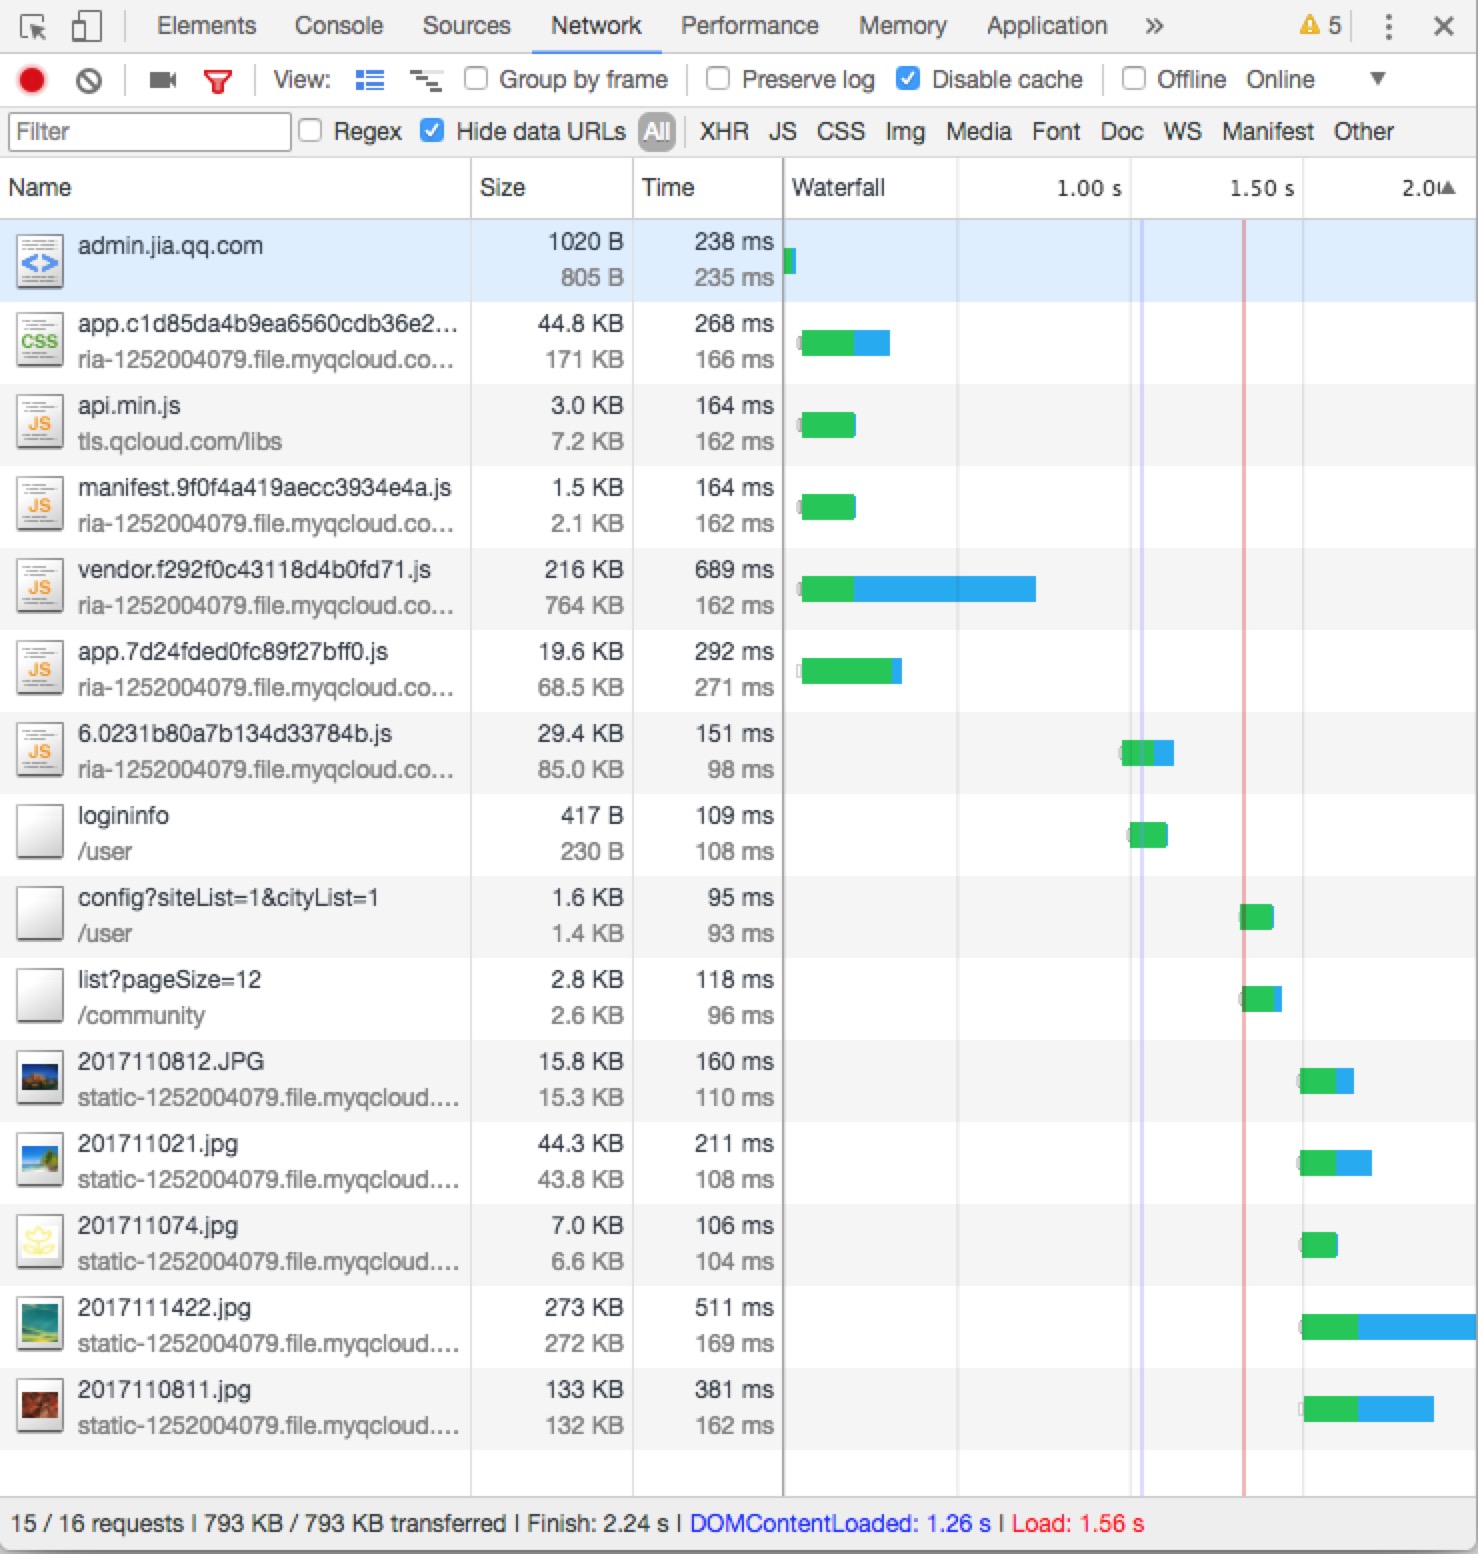 Elements Console Sources Network Performance Memory Application » 5
View: Group by frame Preserve log Disable cache Offline Online
Filter Regex Hide data URLs All XHR JS CSS Img Media Font Doc WS Manifest Other
Name Size Time Waterfall 1.00 s 1.50 s 2.0
admin.jia.qq.com 1020 B 238 ms
805 B 235 ms
app.c1d85da4b9ea6560cdb36e2... 44.8 KB 268 ms
CSS
ria-1252004079.file.myqcloud.co... 171 KB 166 ms
api.min.js 3.0 KB 164 ms
JS
tls.qcloud.com/libs 7.2 KB 162 ms
manifest.9f0f4a419aecc3934e4a.js 1.5 KB 164 ms
JS
ria-1252004079.file.myqcloud.co... 2.1 KB 162 ms
vendor.f292f0c43118d4b0fd71.js 216 KB 689 ms
JS
ria-1252004079.file.myqcloud.co... 764 KB 162 ms
app.7d24fded0fc89f27bff0.js 19.6 KB 292 ms
JS
ria-1252004079.file.myqcloud.co... 68.5 KB 271 ms
6.0231b80a7b134d33784b.js 29.4 KB 151 ms
JS
ria-1252004079.file.myqcloud.co... 85.0 KB 98 ms
logininfo 417 B 109 ms
/user 230 B 108 ms
config?siteList=1&cityList=1 1.6 KB 95 ms
/user 1.4 KB 93 ms
list?pageSize=12 2.8 KB 118 ms
/community 2.6 KB 96 ms
2017110812.JPG 15.8 KB 160 ms
static-1252004079.file.myqcloud.... 15.3 KB 110 ms
201711021.jpg 44.3 KB 211 ms
static-1252004079.file.myqcloud.... 43.8 KB 108 ms
201711074.jpg 7.0 KB 106 ms
static-1252004079.file.myqcloud.... 6.6 KB 104 ms
2017111422.jpg 273 KB 511 ms
static-1252004079.file.myqcloud.... 272 KB 169 ms
2017110811.jpg 133 KB 381 ms
static-1252004079.file.myqcloud.... 132 KB 162 ms
15 / 16 requests | 793 KB / 793 KB transferred | Finish: 2.24 s | DOMContentLoaded: 1.26 s | Load: 1.56 s